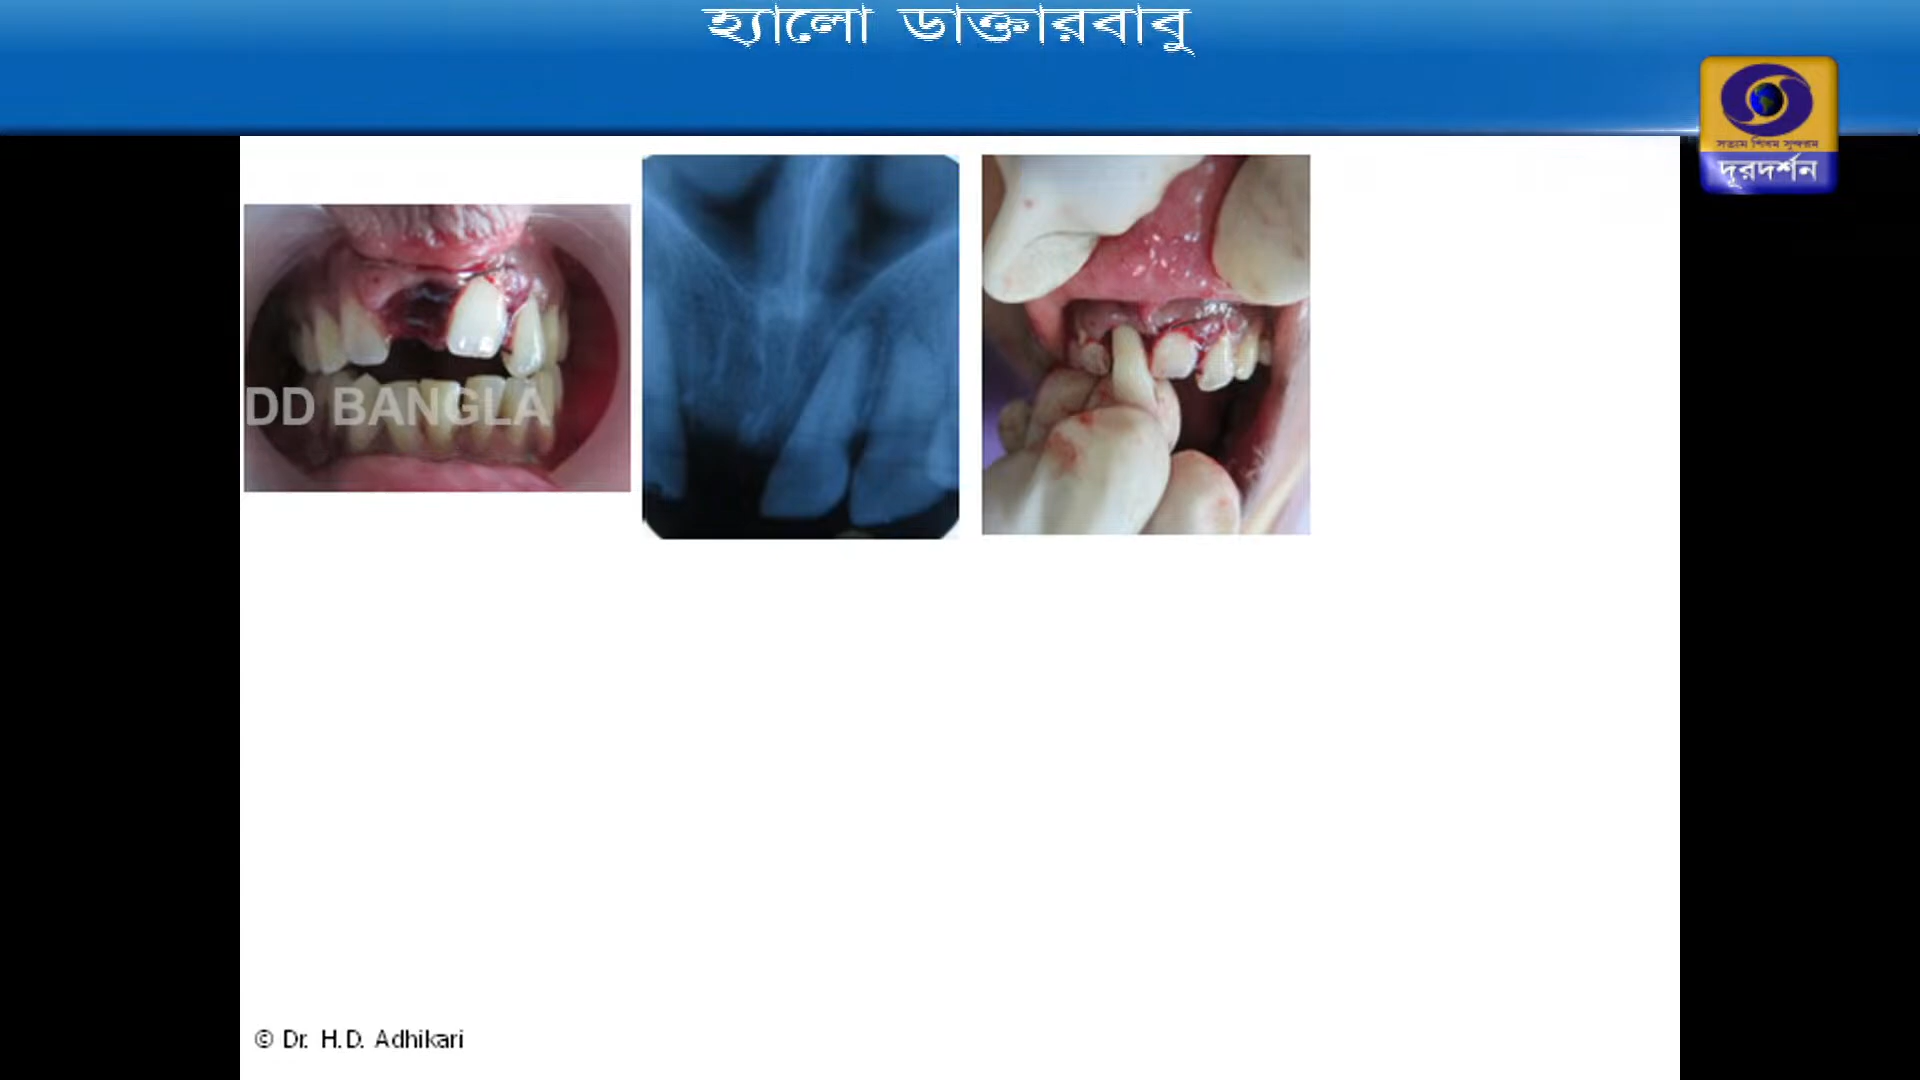 হ্যালো ডাক্তারবাবু
সত্যম শিবম সুন্দরম
দূরদর্শন
DD BANGLA
© Dr. H.D. Adhikari